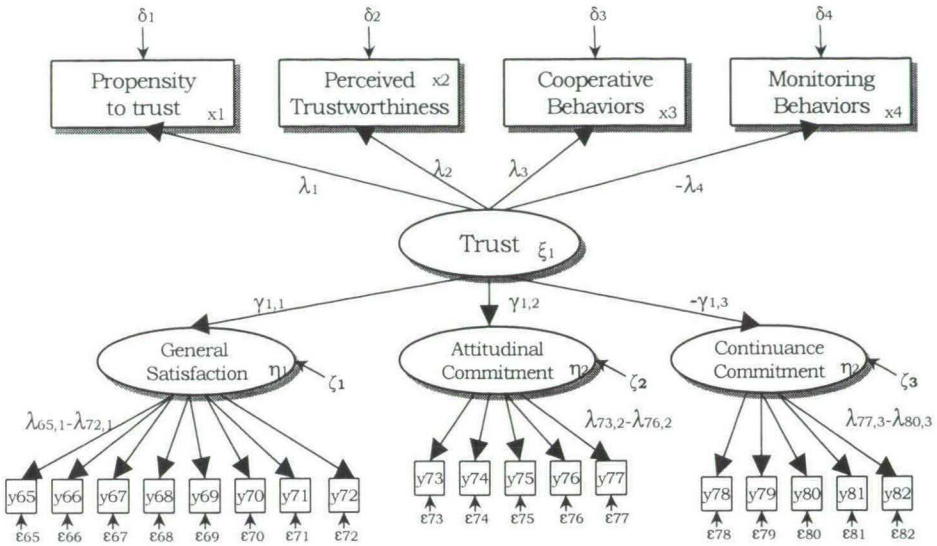 δ1 δ2 δ3 δ4
Propensity
to trust x1
Perceived x2
Trustworthiness
Cooperative
Behaviors x3
Monitoring
Behaviors x4
λ1 λ2 λ3 -λ4
Trust ξ1
γ1,1 γ1,2 -γ1,3
General
Satisfaction η1
ζ1
Attitudinal
Commitment η2
ζ2
Continuance
Commitment η2
ζ3
λ65,1-λ72,1 λ73,2-λ76,2 λ77,3-λ80,3
y65 y66 y67 y68 y69 y70 y71 y72 y73 y74 y75 y76 y77 y78 y79 y80 y81 y82
ε65 ε66 ε67 ε68 ε69 ε70 ε71 ε72 ε73 ε74 ε75 ε76 ε77 ε78 ε79 ε80 ε81 ε82